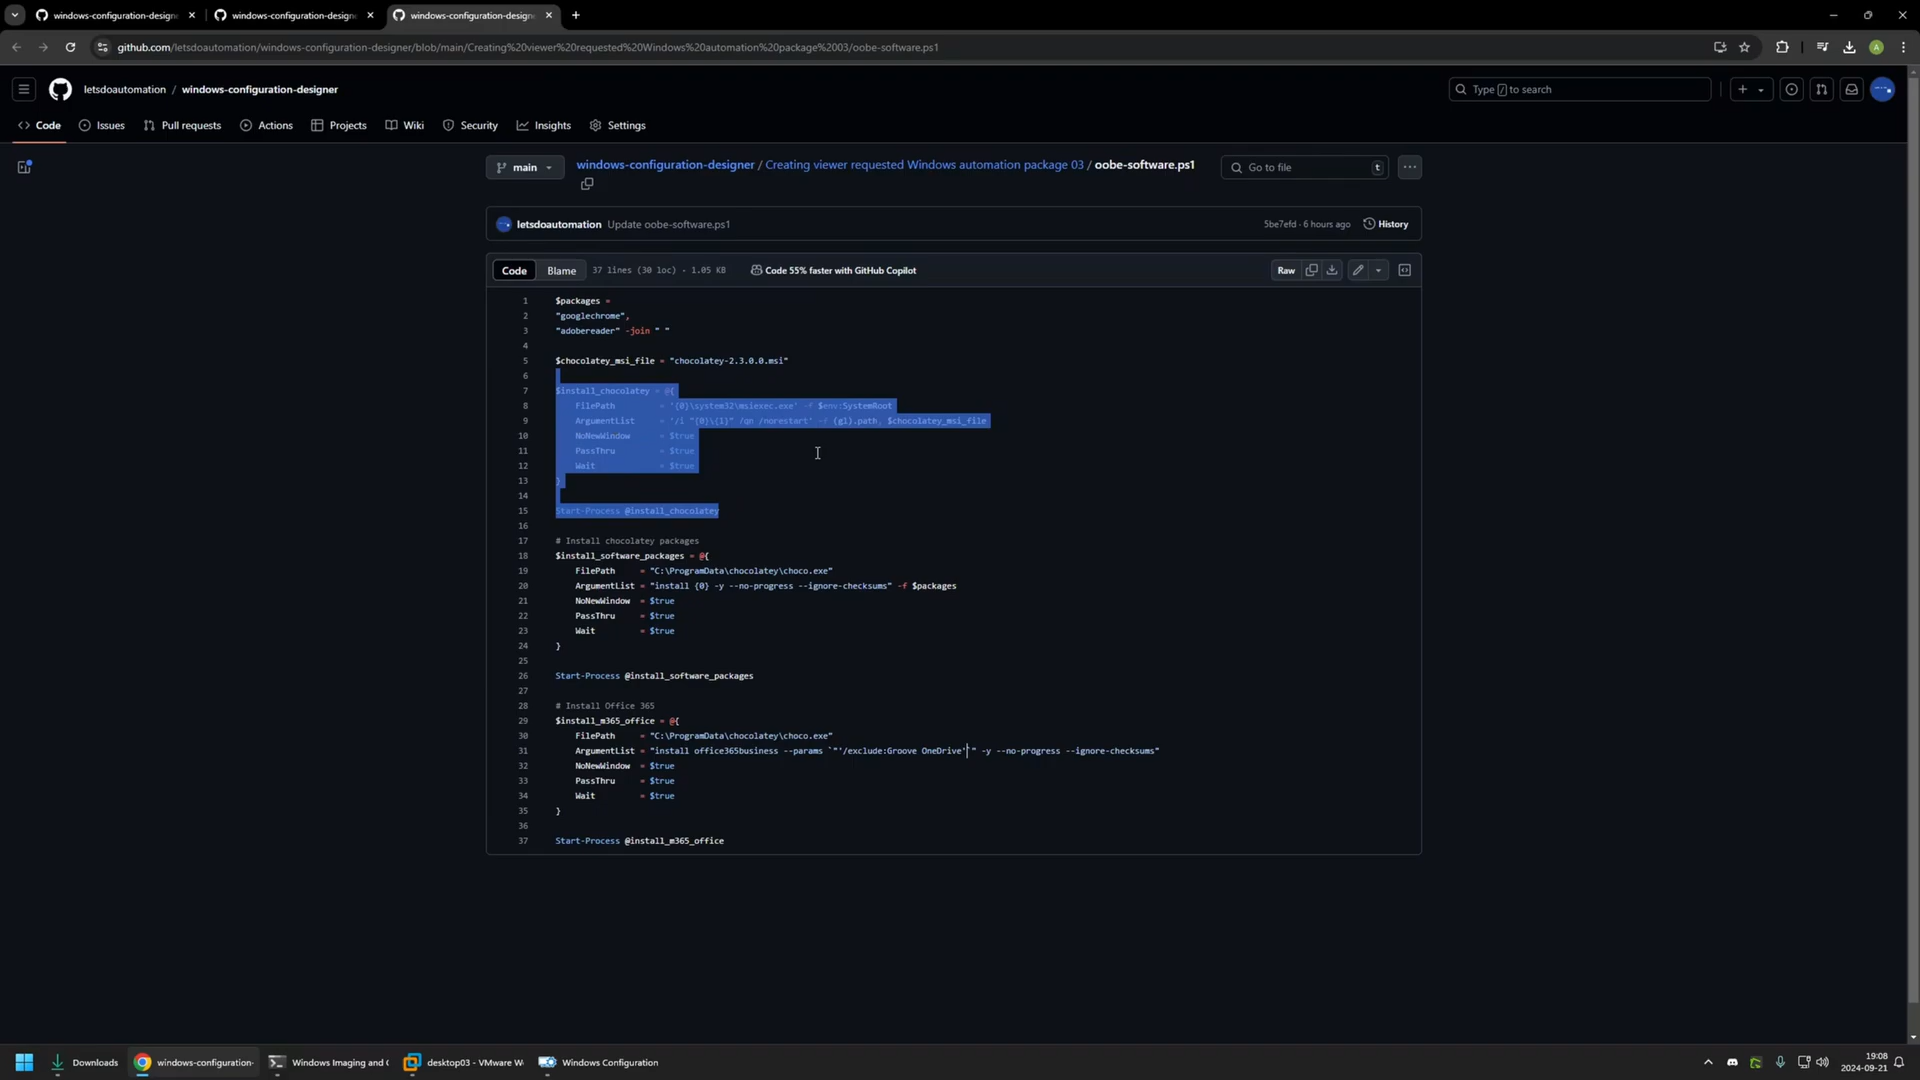 windows-configuration-design
windows-configuration-design
windows-configuration-design
github.com/letsdoautomation/windows-configuration-designer/blob/main/Creating%20viewer%20requested%20Windows%20automation%20package%2003/oobe-software.ps1
letsdoautomation / windows-configuration-designer
Type / to search
Code
Issues
Pull requests
Actions
Projects
Wiki
Security
Insights
Settings
main
windows-configuration-designer / Creating viewer requested Windows automation package 03 / oobe-software.ps1
Go to file
t
letsdoautomation Update oobe-software.ps1
5be7efd · 6 hours ago
History
Code
Blame
37 lines (30 loc) · 1.05 KB
Code 55% faster with GitHub Copilot
Raw
1 $packages =
2 "googlechrome",
3 "adobereader" -join " "
4
5 $chocolatey_msi_file = "chocolatey-2.3.0.0.msi"
6
7 $install_chocolatey = @{
8 FilePath = '{0}\system32\msiexec.exe' -f $env:SystemRoot
9 ArgumentList = '/i "{0}\{1}" /qn /norestart' -f (gl).path, $chocolatey_msi_file
10 NoNewWindow = $true
11 PassThru = $true
12 Wait = $true
13 }
14
15 Start-Process @install_chocolatey
16
17 # Install chocolatey packages
18 $install_software_packages = @{
19 FilePath = "C:\ProgramData\chocolatey\choco.exe"
20 ArgumentList = "install {0} -y --no-progress --ignore-checksums" -f $packages
21 NoNewWindow = $true
22 PassThru = $true
23 Wait = $true
24 }
25
26 Start-Process @install_software_packages
27
28 # Install Office 365
29 $install_m365_office = @{
30 FilePath = "C:\ProgramData\chocolatey\choco.exe"
31 ArgumentList = "install office365business --params `"'/exclude:Groove OneDrive'`" -y --no-progress --ignore-checksums"
32 NoNewWindow = $true
33 PassThru = $true
34 Wait = $true
35 }
36
37 Start-Process @install_m365_office
Downloads
windows-configuration-
Windows Imaging and C
desktop03 - VMware W
Windows Configuration
19:08
2024-09-21